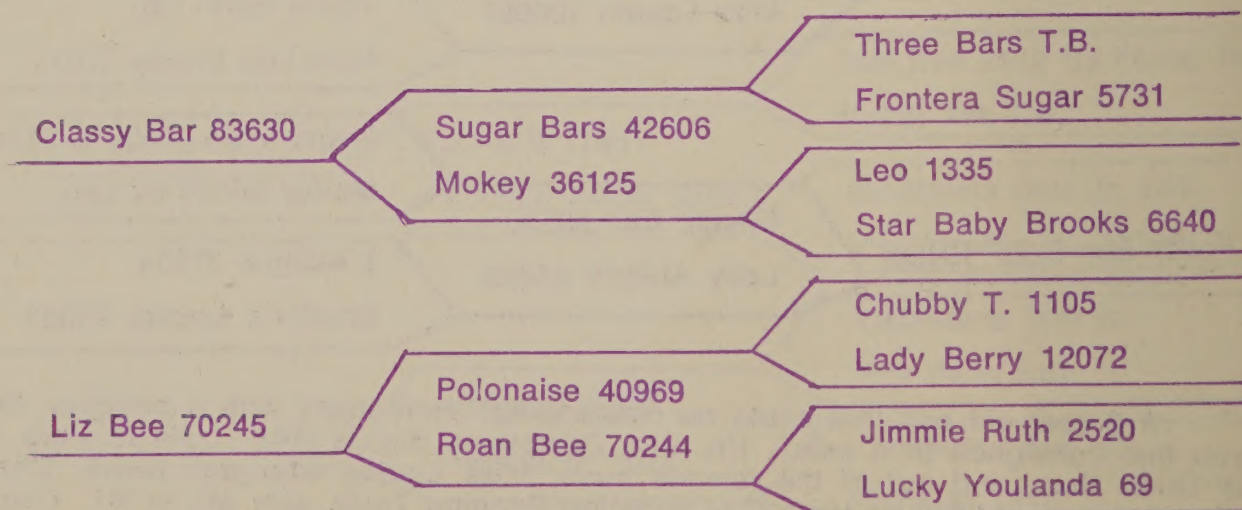 Three Bars T.B.
Frontera Sugar 5731
Classy Bar 83630
Sugar Bars 42606
Mokey 36125
Leo 1335
Star Baby Brooks 6640
Chubby T. 1105
Lady Berry 12072
Liz Bee 70245
Polonaise 40969
Roan Bee 70244
Jimmie Ruth 2520
Lucky Youlanda 69